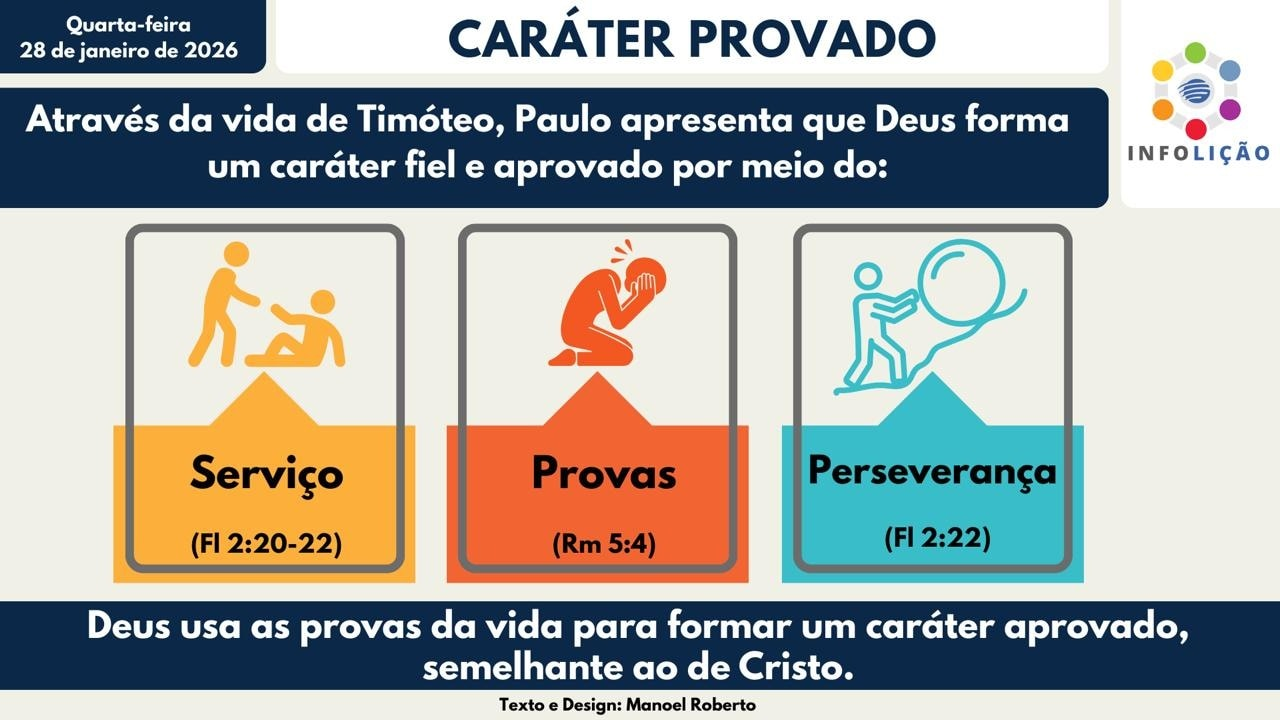 Quarta-feira
28 de janeiro de 2026
CARÁTER PROVADO
INFOLIÇÃO
Através da vida de Timóteo, Paulo apresenta que Deus forma
um caráter fiel e aprovado por meio do:
Serviço
(Fl 2:20-22)
Provas
(Rm 5:4)
Perseverança
(Fl 2:22)
Deus usa as provas da vida para formar um caráter aprovado,
semelhante ao de Cristo.
Texto e Design: Manoel Roberto